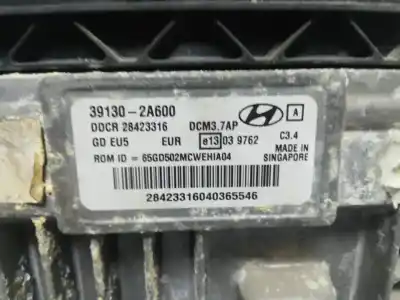 39130-2A600
A
DDCR 28423316 DCM3.7AP
GD EU5 EUR e13 03 9762 C3.4
ROM ID = 65GD502MCWEHIA04 MADE IN SINGAPORE
28423316040365546